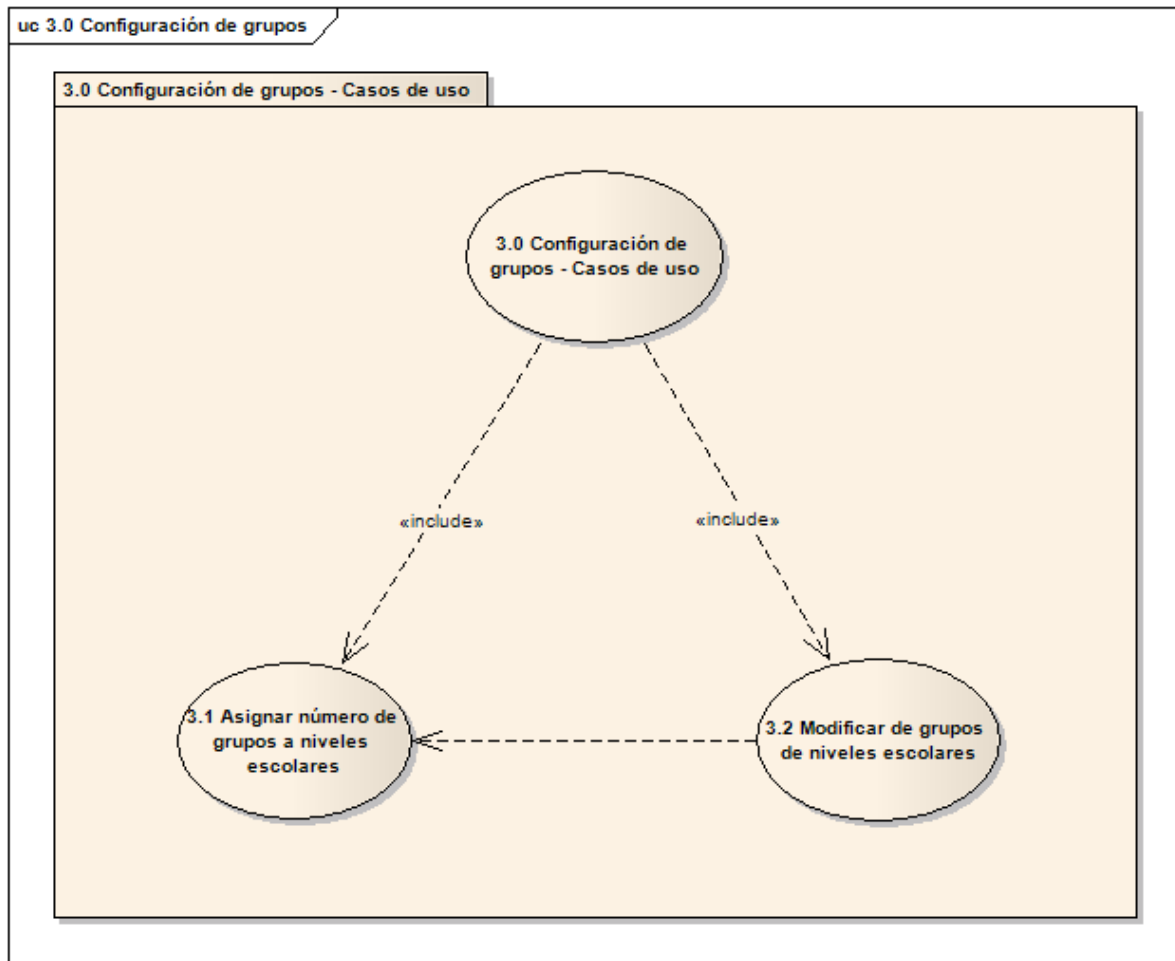 uc 3.0 Configuración de grupos
3.0 Configuración de grupos - Casos de uso
3.0 Configuración de
grupos - Casos de uso
«include»
«include»
3.1 Asignar número de
grupos a niveles
escolares
3.2 Modificar de grupos
de niveles escolares